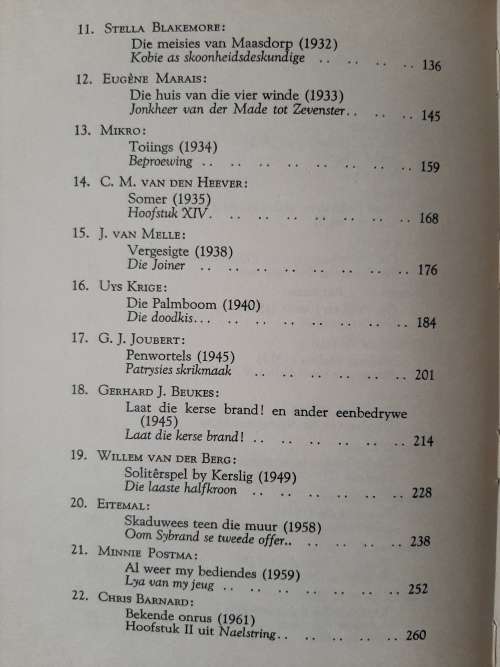 11. STELLA BLAKEMORE:
Die meisies van Maasdorp (1932)
Kobie as skoonheidsdeskundige .. .. .. .. 136
12. EUGÈNE MARAIS:
Die huis van die vier winde (1933)
Jonkheer van der Made tot Zevenster.. .. .. 145
13. MIKRO:
Toiings (1934)
Beproewing .. .. .. .. .. .. .. .. 159
14. C. M. VAN DEN HEEVER:
Somer (1935)
Hoofstuk XIV. .. .. .. .. .. .. .. 168
15. J. VAN MELLE:
Vergesigte (1938)
Die Joiner .. .. .. .. .. .. .. .. 176
16. UYS KRIGE:
Die Palmboom (1940)
Die doodkis... .. .. .. .. .. .. .. 184
17. G. J. JOUBERT:
Penwortels (1945)
Patrysies skrikmaak .. .. .. .. .. .. 201
18. GERHARD J. BEUKES:
Laat die kerse brand! en ander eenbedrywe
(1945)
Laat die kerse brand! .. .. .. .. .. .. 214
19. WILLEM VAN DER BERG:
Solitêrspel by Kerslig (1949)
Die laaste halfkroon .. .. .. .. .. .. 228
20. EITEMAL:
Skaduwees teen die muur (1958)
Oom Sybrand se tweede offer.. .. .. .. .. 238
21. MINNIE POSTMA:
Al weer my bediendes (1959)
Lya van my jeug .. .. .. .. .. .. .. 252
22. CHRIS BARNARD:
Bekende onrus (1961)
Hoofstuk II uit Naelstring.. .. .. .. .. 260